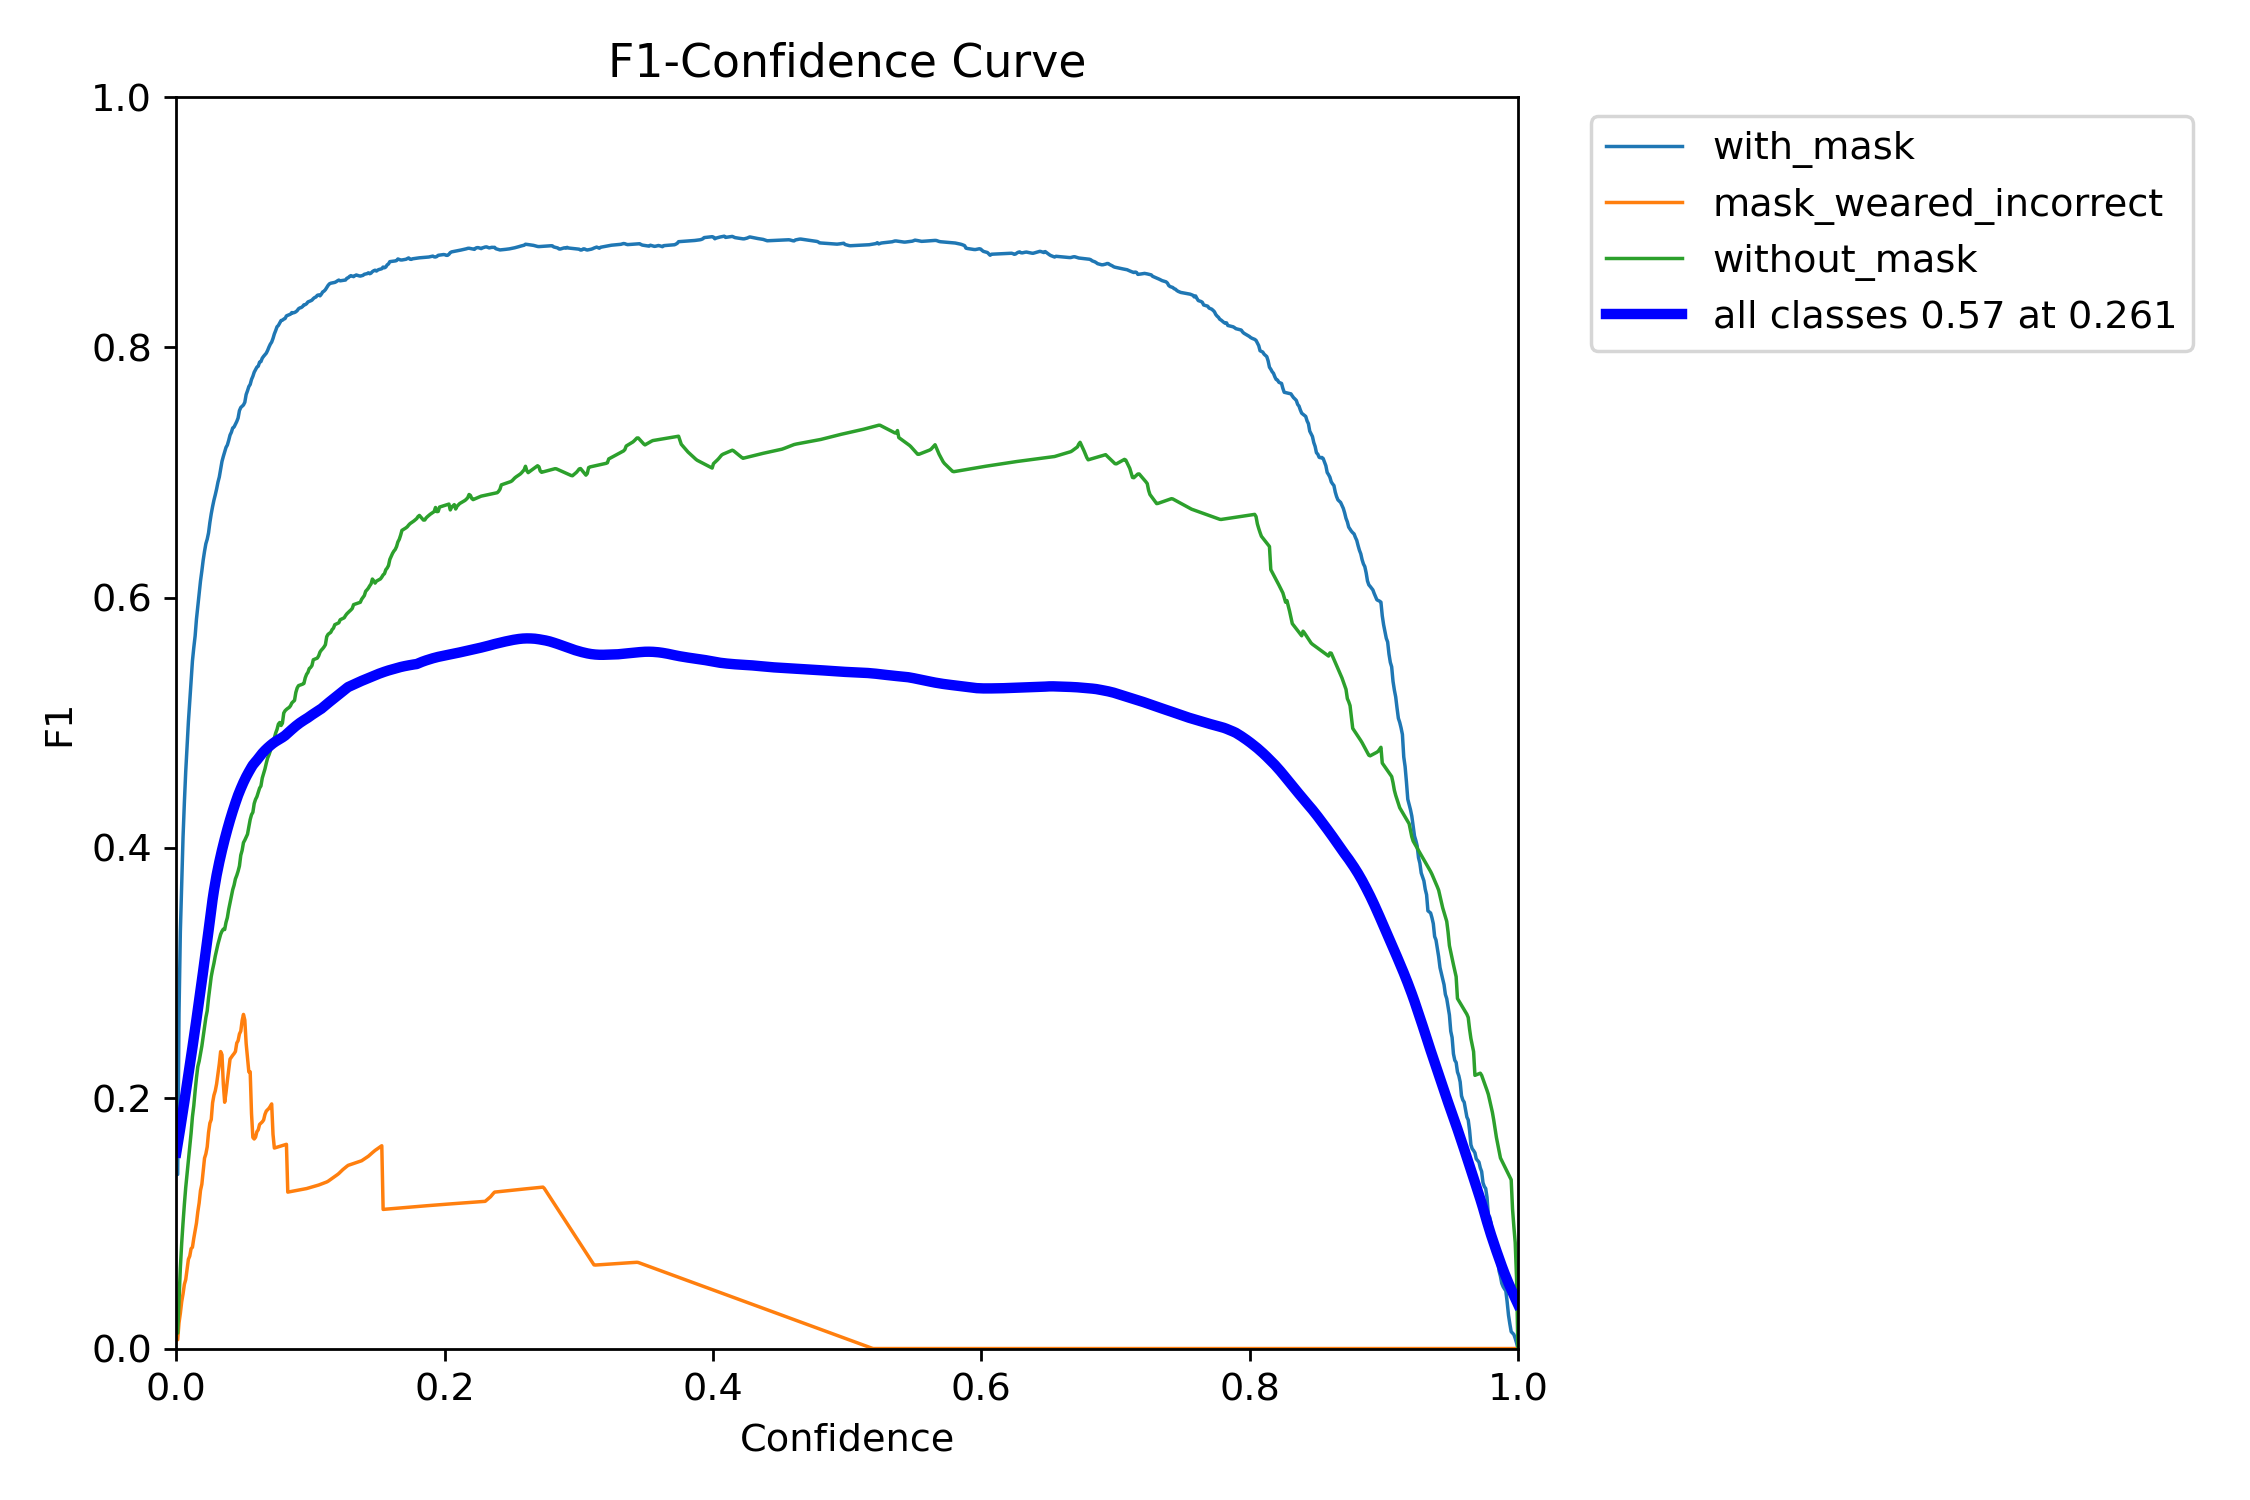 F1-Confidence Curve
1.0
0.8
0.6
0.4
0.2
0.0
F1
0.0 0.2 0.4 0.6 0.8 1.0
Confidence
with_mask
mask_weared_incorrect
without_mask
all classes 0.57 at 0.261